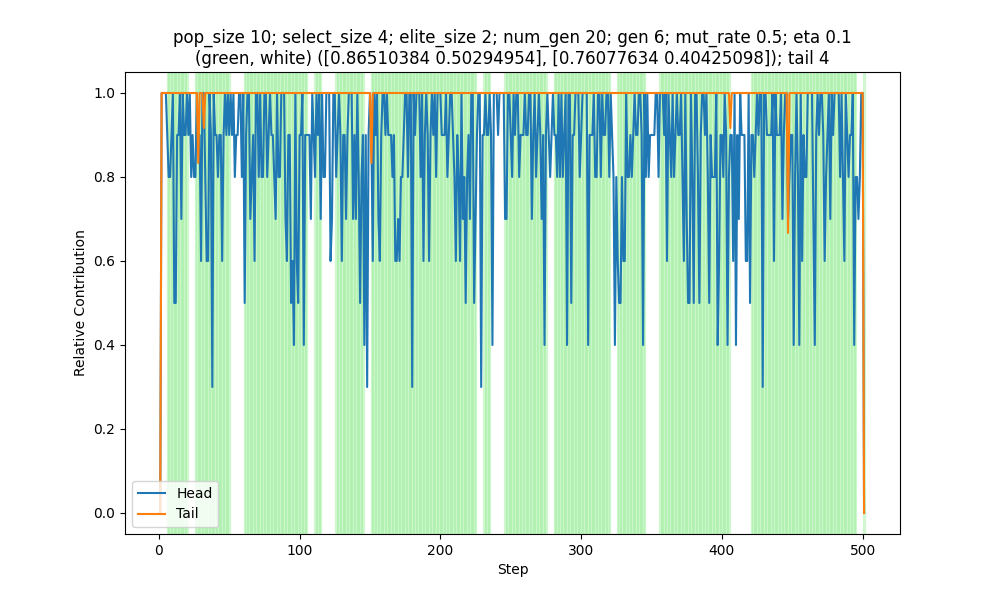 pop_size 10; select_size 4; elite_size 2; num_gen 20; gen 6; mut_rate 0.5; eta 0.1
(green, white) ([0.86510384 0.50294954], [0.76077634 0.40425098]); tail 4
Relative Contribution
1.0
0.8
0.6
0.4
0.2
0.0
Head
Tail
0
100
200
300
400
500
Step